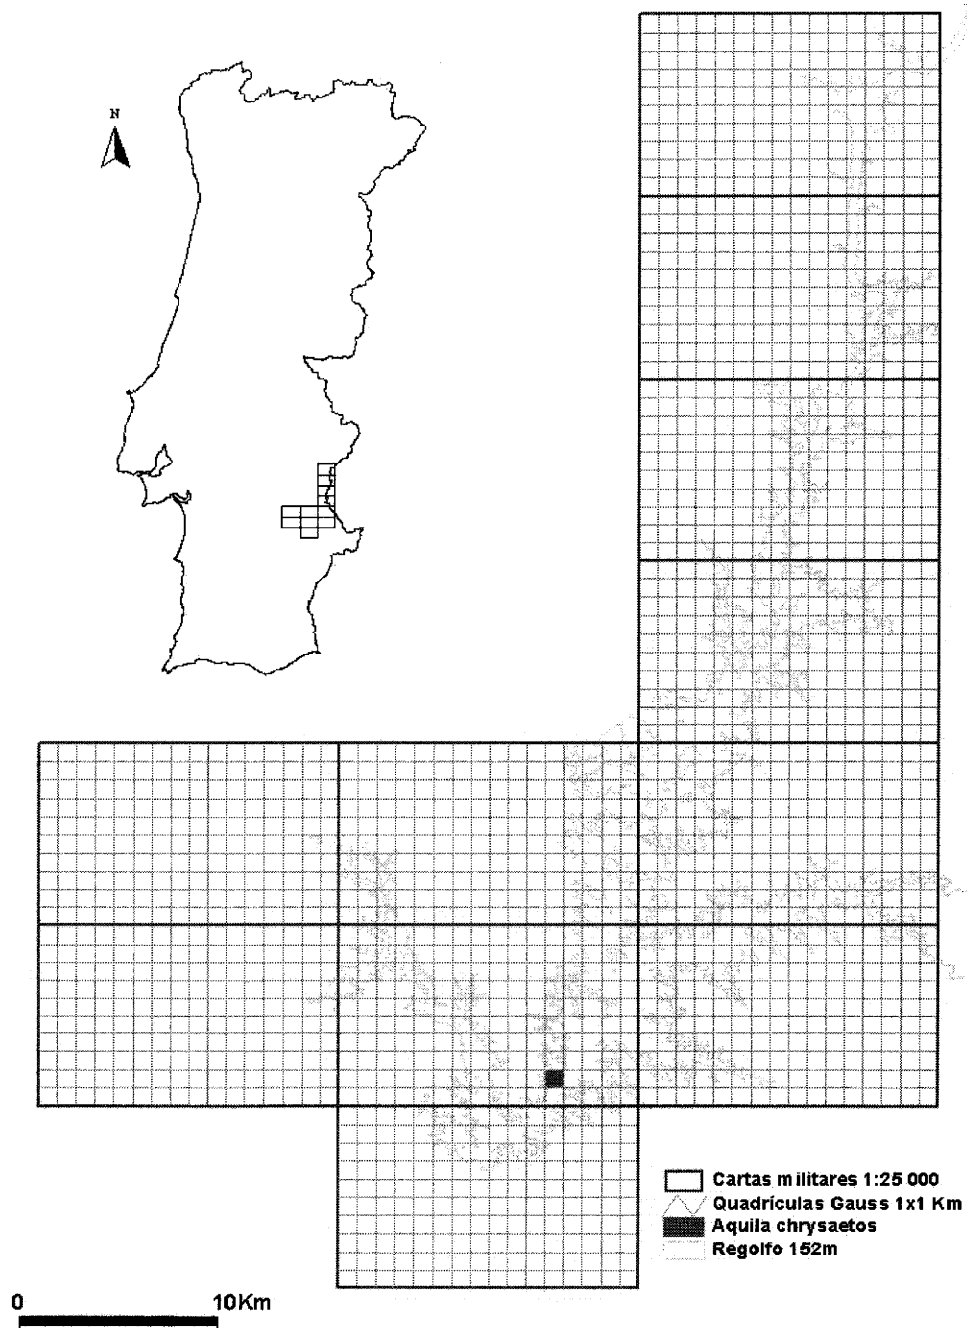 N
Cartas militares 1:25 000
Quadrículas Gauss 1x1 Km
Aquila chrysaetos
Regolfo 152m
0 10Km